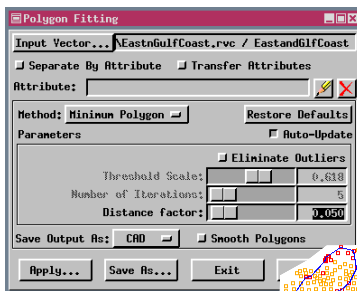 Polygon Fitting
Input Vector... \EastnGulfCoast.rvc / EastandGlfCoast
Separate By Attribute Transfer Attributes
Attribute:
Method: Minimum Polygon Restore Defaults
Parameters Auto-Update
Eliminate Outliers
Threshold Scale: 0.618
Number of Iterations: 5
Distance factor: 0.050
Save Output As: CAD Smooth Polygons
Apply... Save As... Exit